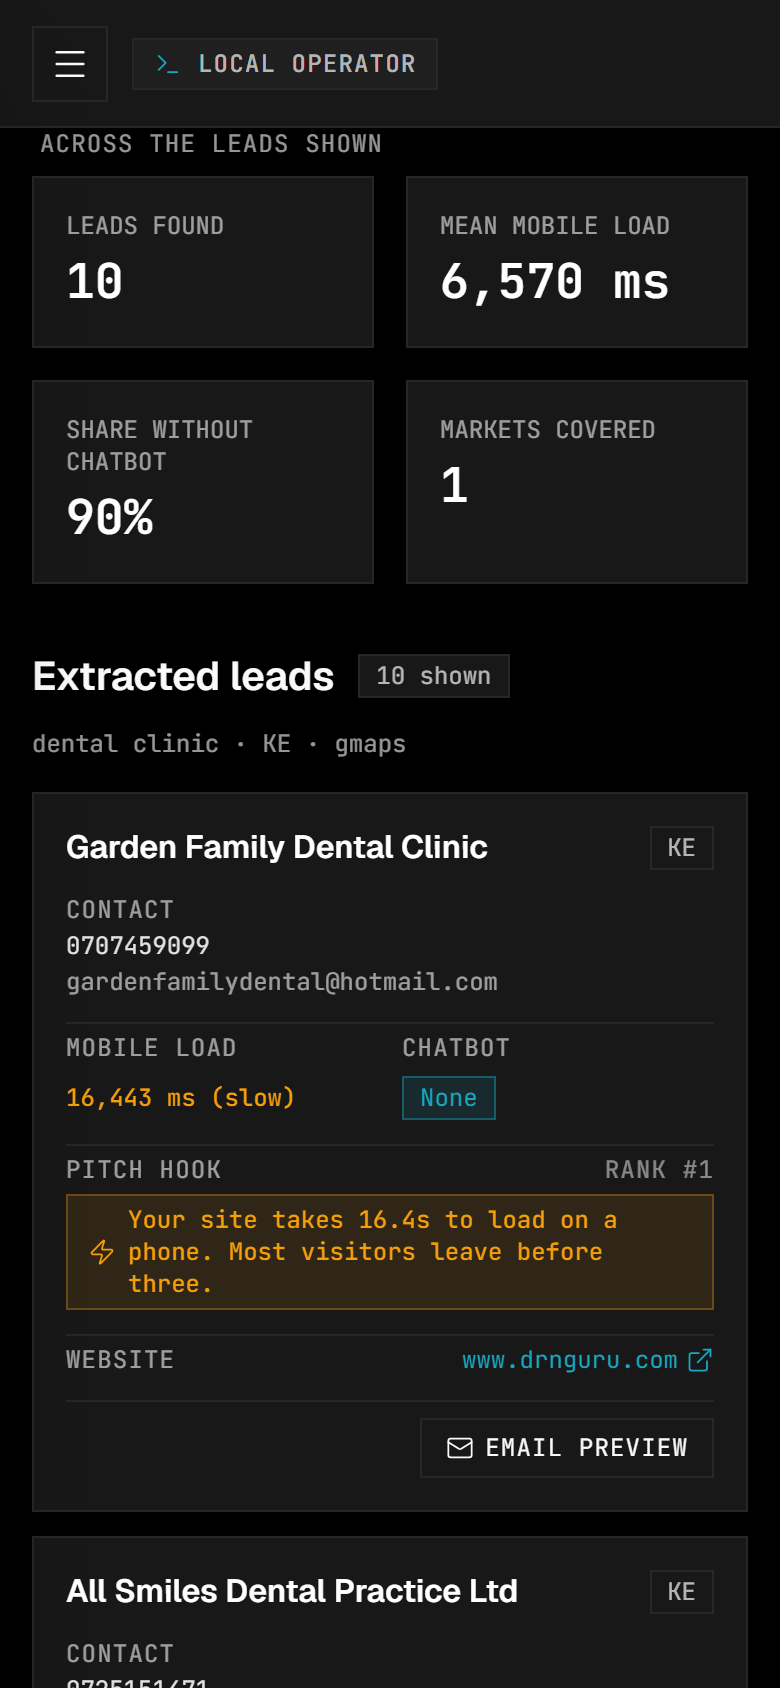 LOCAL OPERATOR
ACROSS THE LEADS SHOWN
LEADS FOUND
10
MEAN MOBILE LOAD
6,570 ms
SHARE WITHOUT
CHATBOT
90%
MARKETS COVERED
1
Extracted leads
10 shown
dental clinic · KE · gmaps
Garden Family Dental Clinic
KE
CONTACT
0707459099
gardenfamilydental@hotmail.com
MOBILE LOAD
CHATBOT
16,443 ms (slow)
None
PITCH HOOK
RANK #1
Your site takes 16.4s to load on a
phone. Most visitors leave before
three.
WEBSITE
www.drnguru.com
EMAIL PREVIEW
All Smiles Dental Practice Ltd
KE
CONTACT